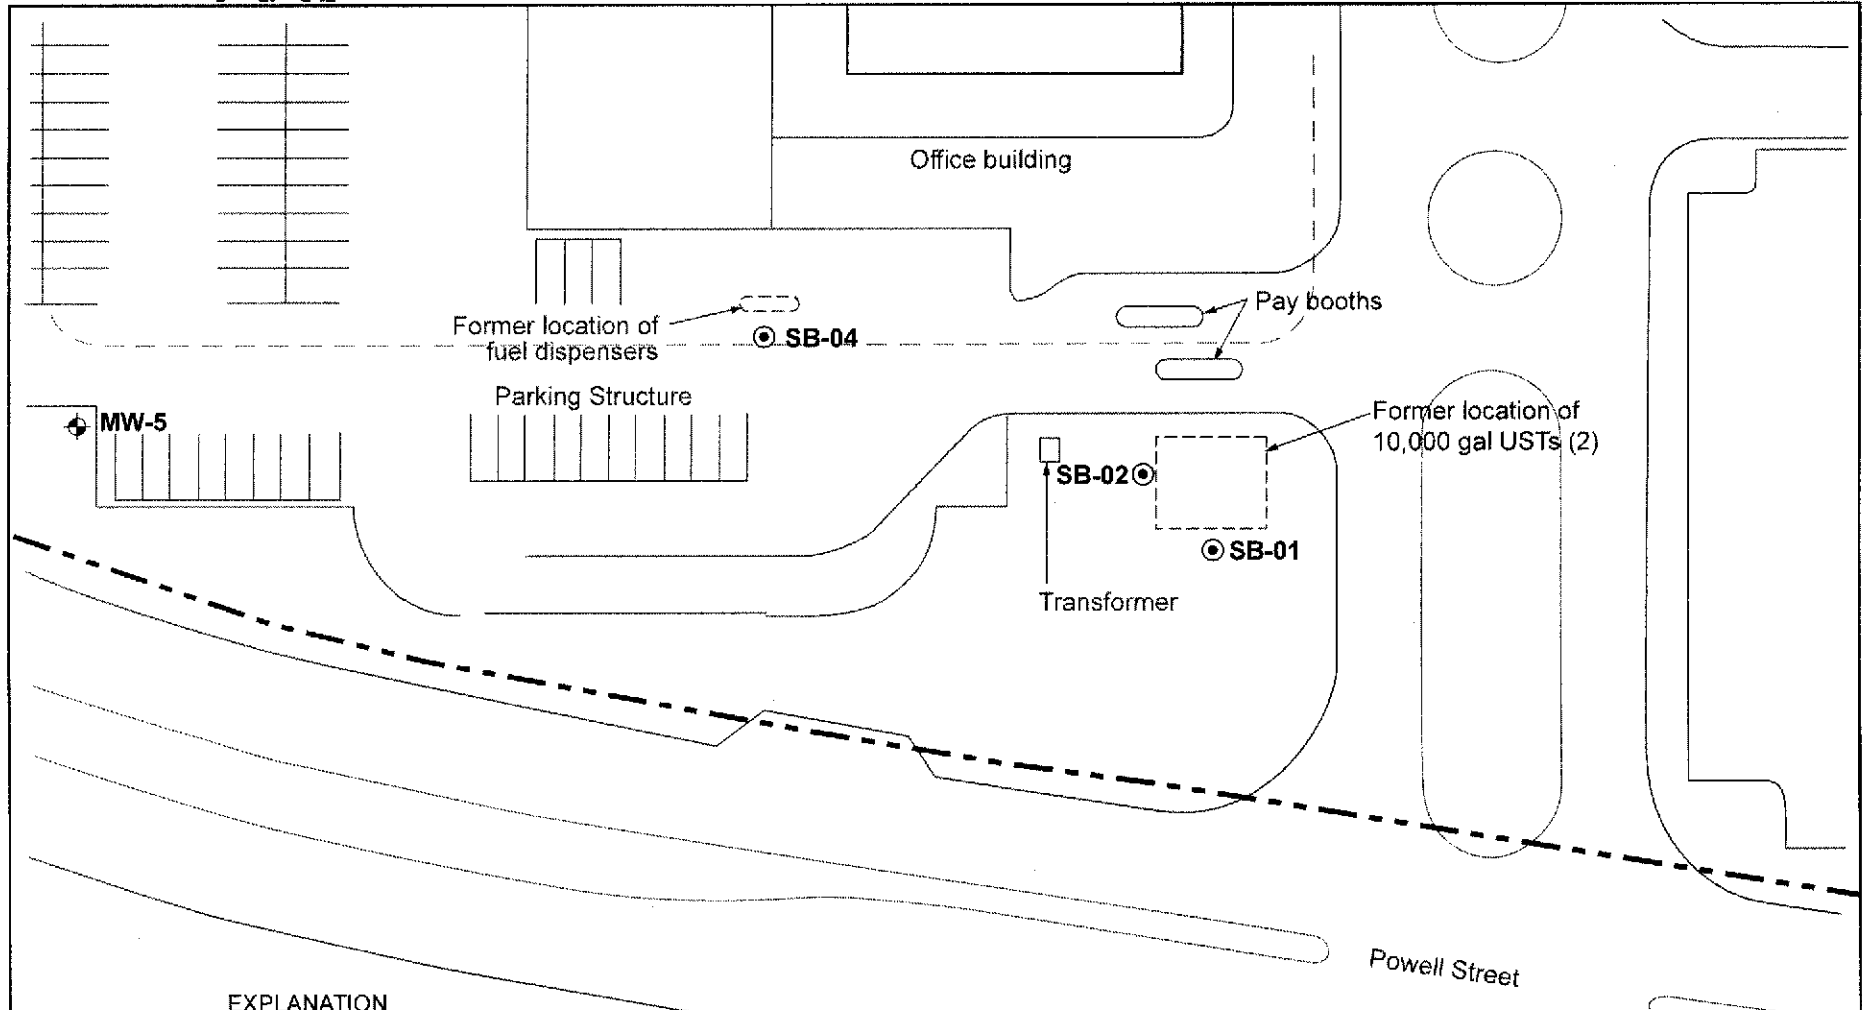 Office building
Pay booths
Former location of
fuel dispensers
SB-04
Parking Structure
MW-5
Former location of
10,000 gal USTs (2)
SB-02
SB-01
Transformer
Powell Street
EXPLANATION